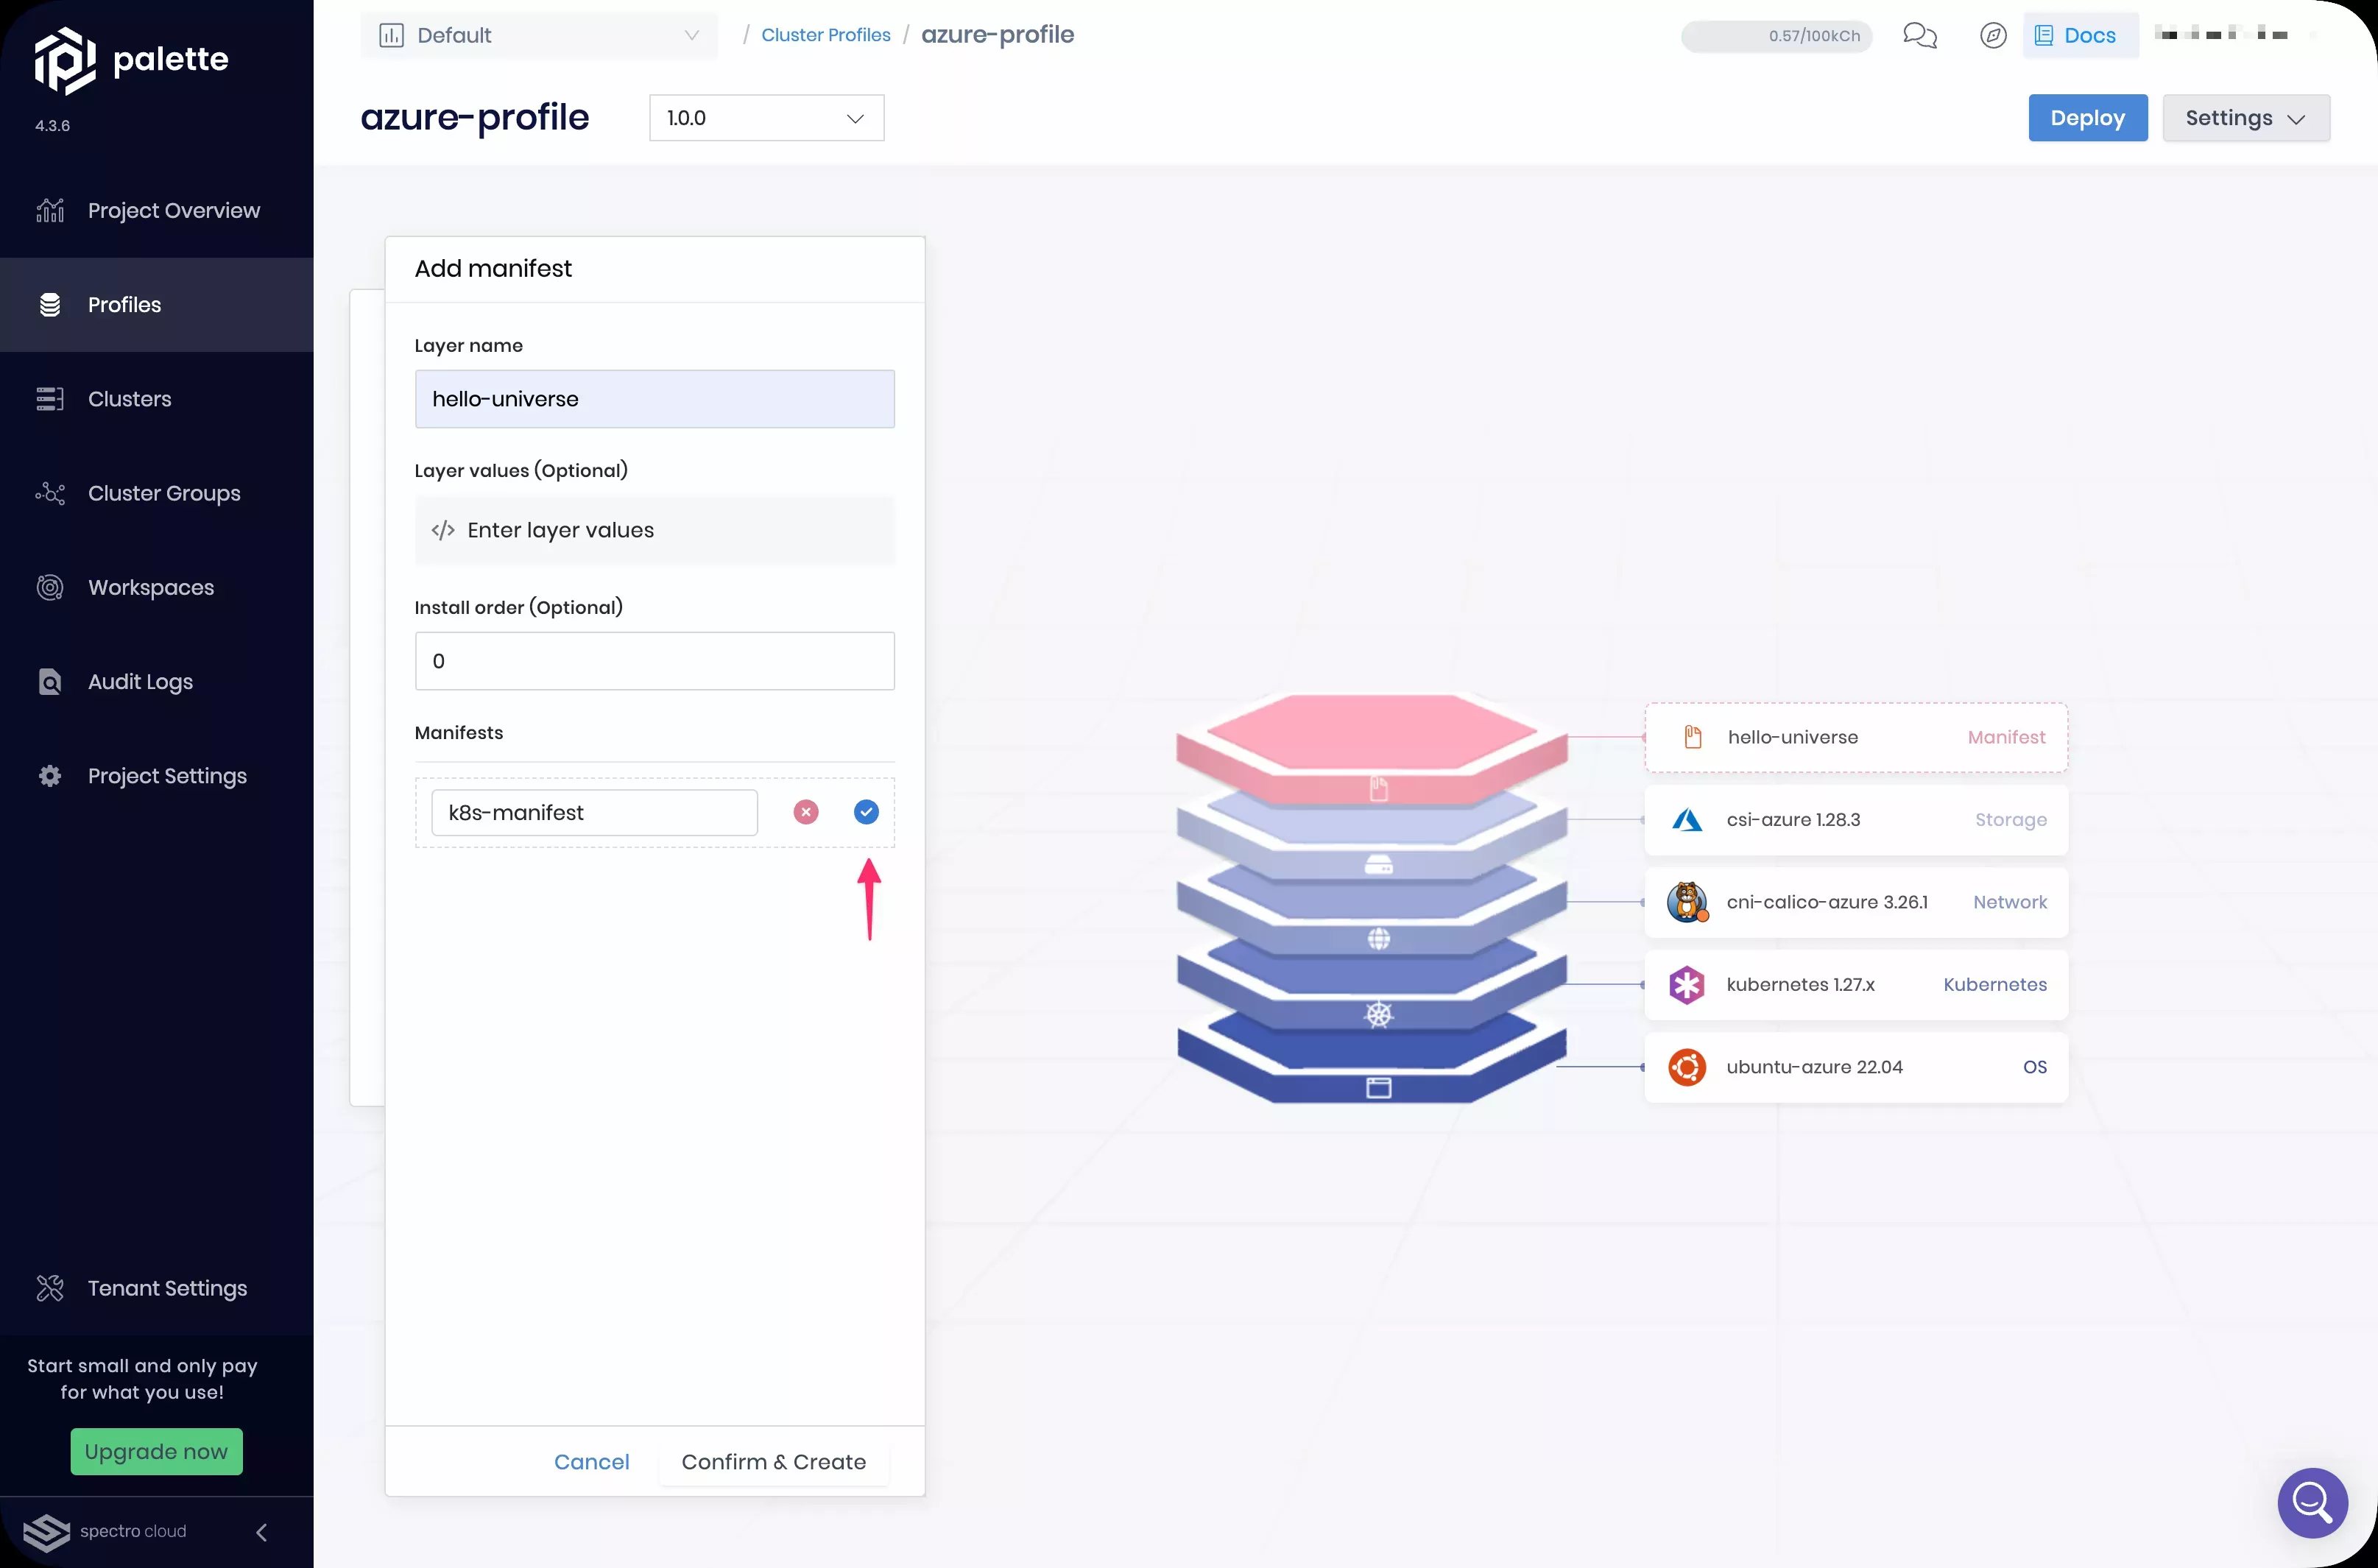 palette
4.3.6
Project Overview
Profiles
Clusters
Cluster Groups
Workspaces
Audit Logs
Project Settings
Tenant Settings
Start small and only pay
for what you use!
Upgrade now
spectro cloud
Default
/ Cluster Profiles / azure-profile
0.57/100kCh
Docs
azure-profile
1.0.0
Deploy
Settings
Add manifest
Layer name
hello-universe
Layer values (Optional)
</> Enter layer values
Install order (Optional)
0
Manifests
k8s-manifest
Cancel
Confirm & Create
hello-universe Manifest
csi-azure 1.28.3 Storage
cni-calico-azure 3.26.1 Network
kubernetes 1.27.x Kubernetes
ubuntu-azure 22.04 OS